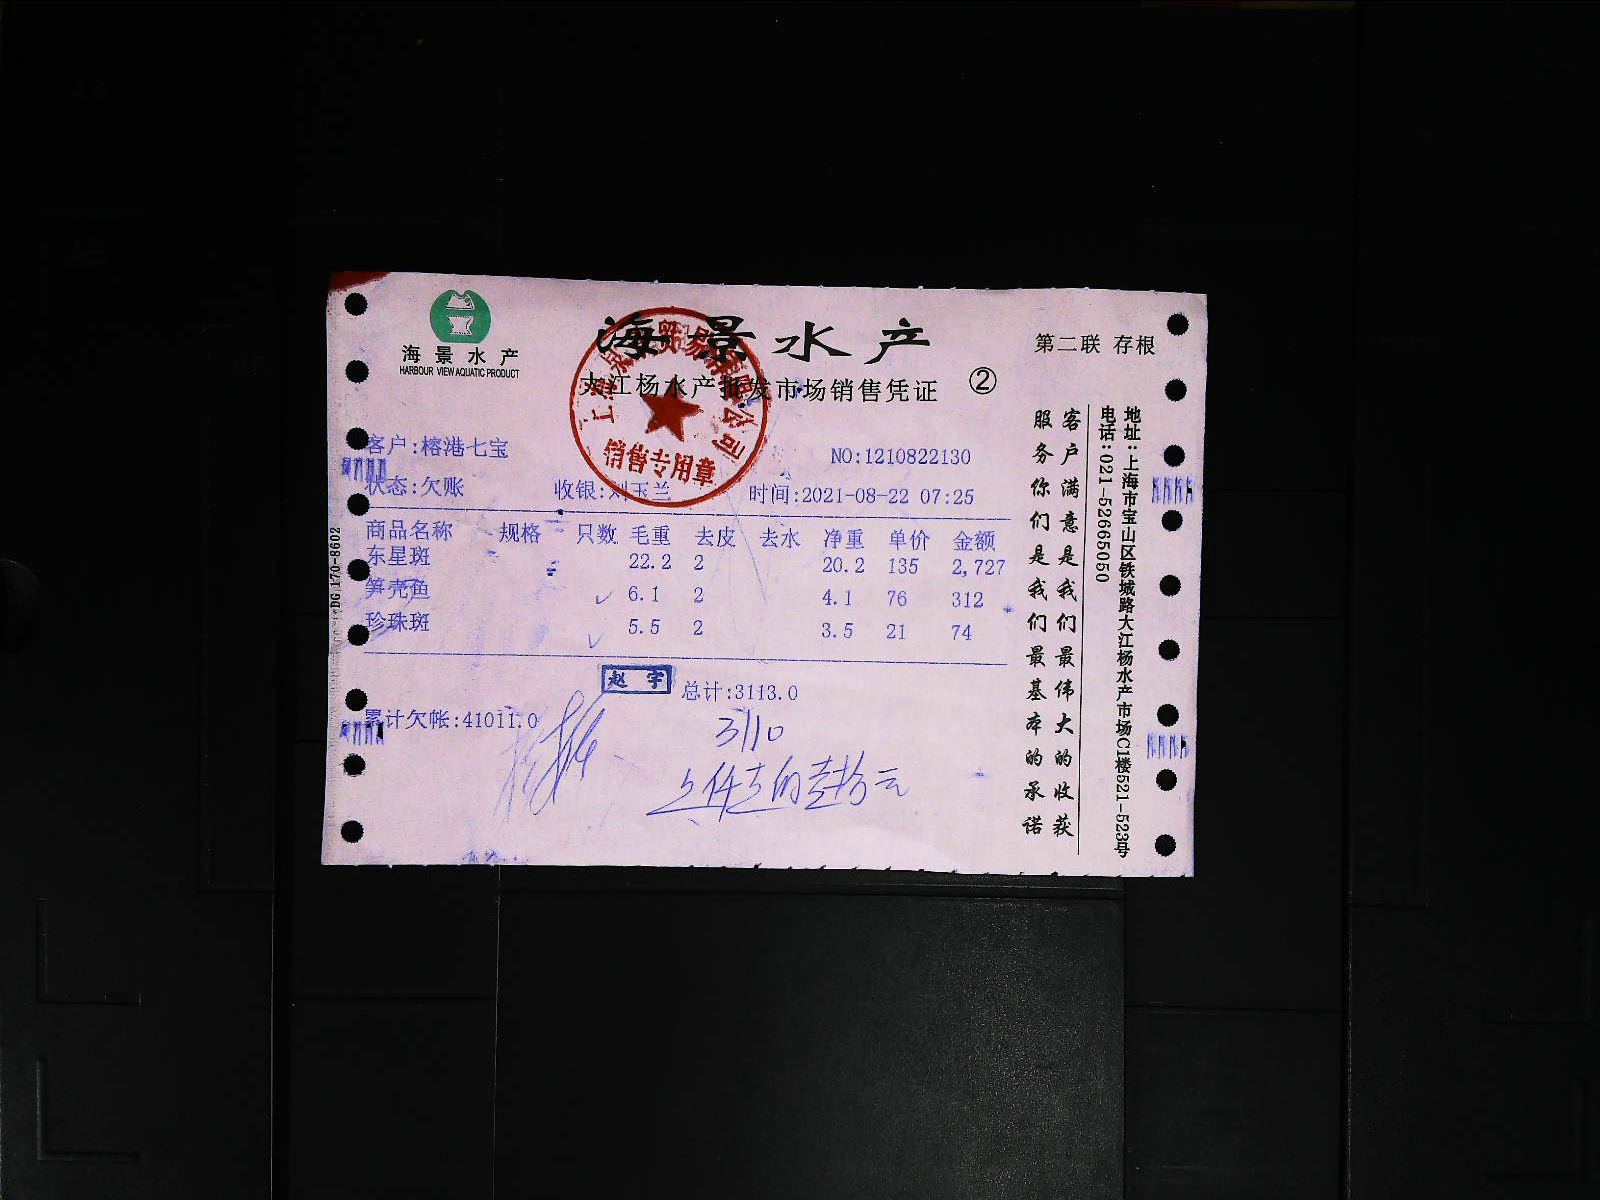 海景水产
HARBOUR VIEW AQUATIC PRODUCT
海景水产
大江杨水产批发市场销售凭证 ②
第二联 存根
销售专用章
客户:榕港七宝
NO:1210822130
状态:欠账 收银:刘玉兰 时间:2021-08-22 07:25
商品名称 规格 只数 毛重 去皮 去水 净重 单价 金额
东星斑 22.2 2 20.2 135 2,727
笋壳鱼 6.1 2 4.1 76 312
珍珠斑 5.5 2 3.5 21 74
赵宇 总计:3113.0
累计欠帐:41011.0
3110
客户满意是我们最伟大的收获
服务你们是我们最基本的承诺
地址:上海市宝山区铁城路大江杨水产市场C1楼521-523号
电话:021-52665050
DG 170-8602